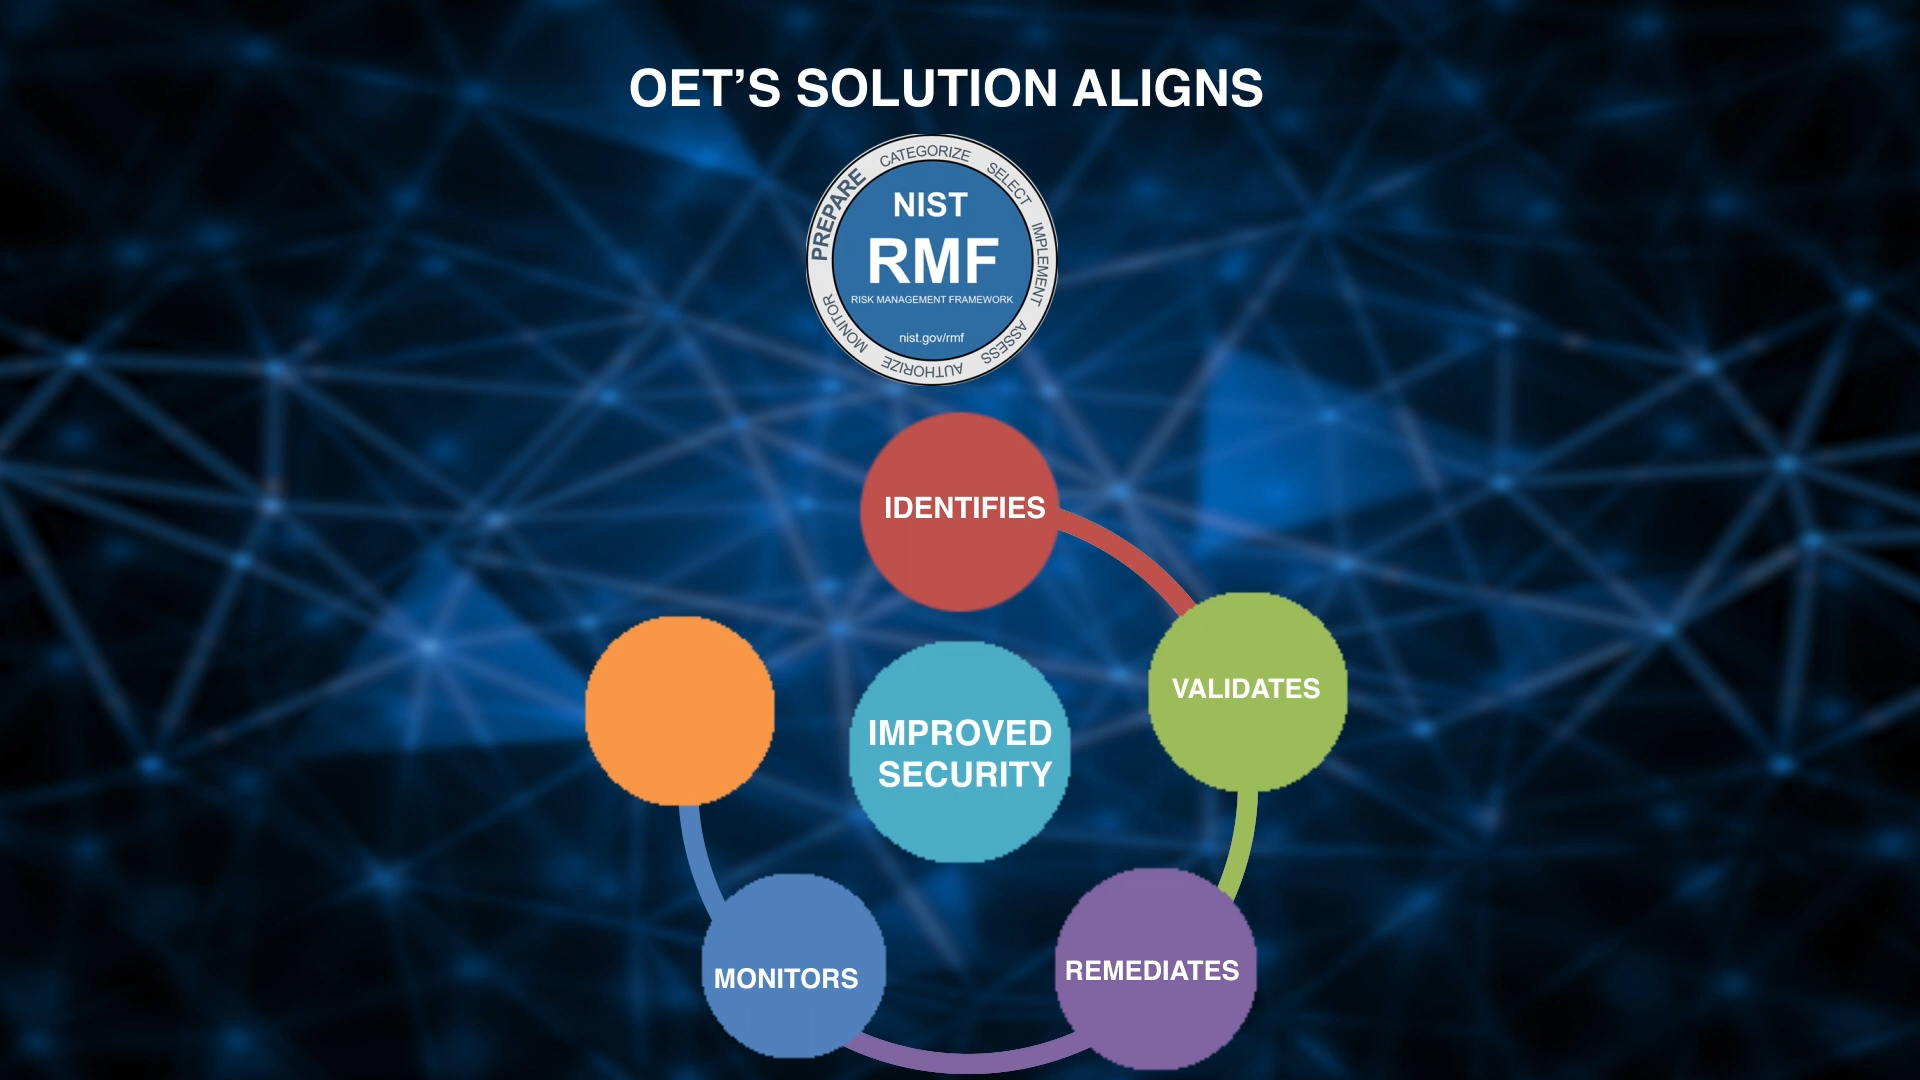 OET’S SOLUTION ALIGNS
PREPARE
CATEGORIZE
SELECT
IMPLEMENT
ASSESS
AUTHORIZE
MONITOR
NIST
RMF
RISK MANAGEMENT FRAMEWORK
nist.gov/rmf
IDENTIFIES
VALIDATES
IMPROVED
SECURITY
REMEDIATES
MONITORS